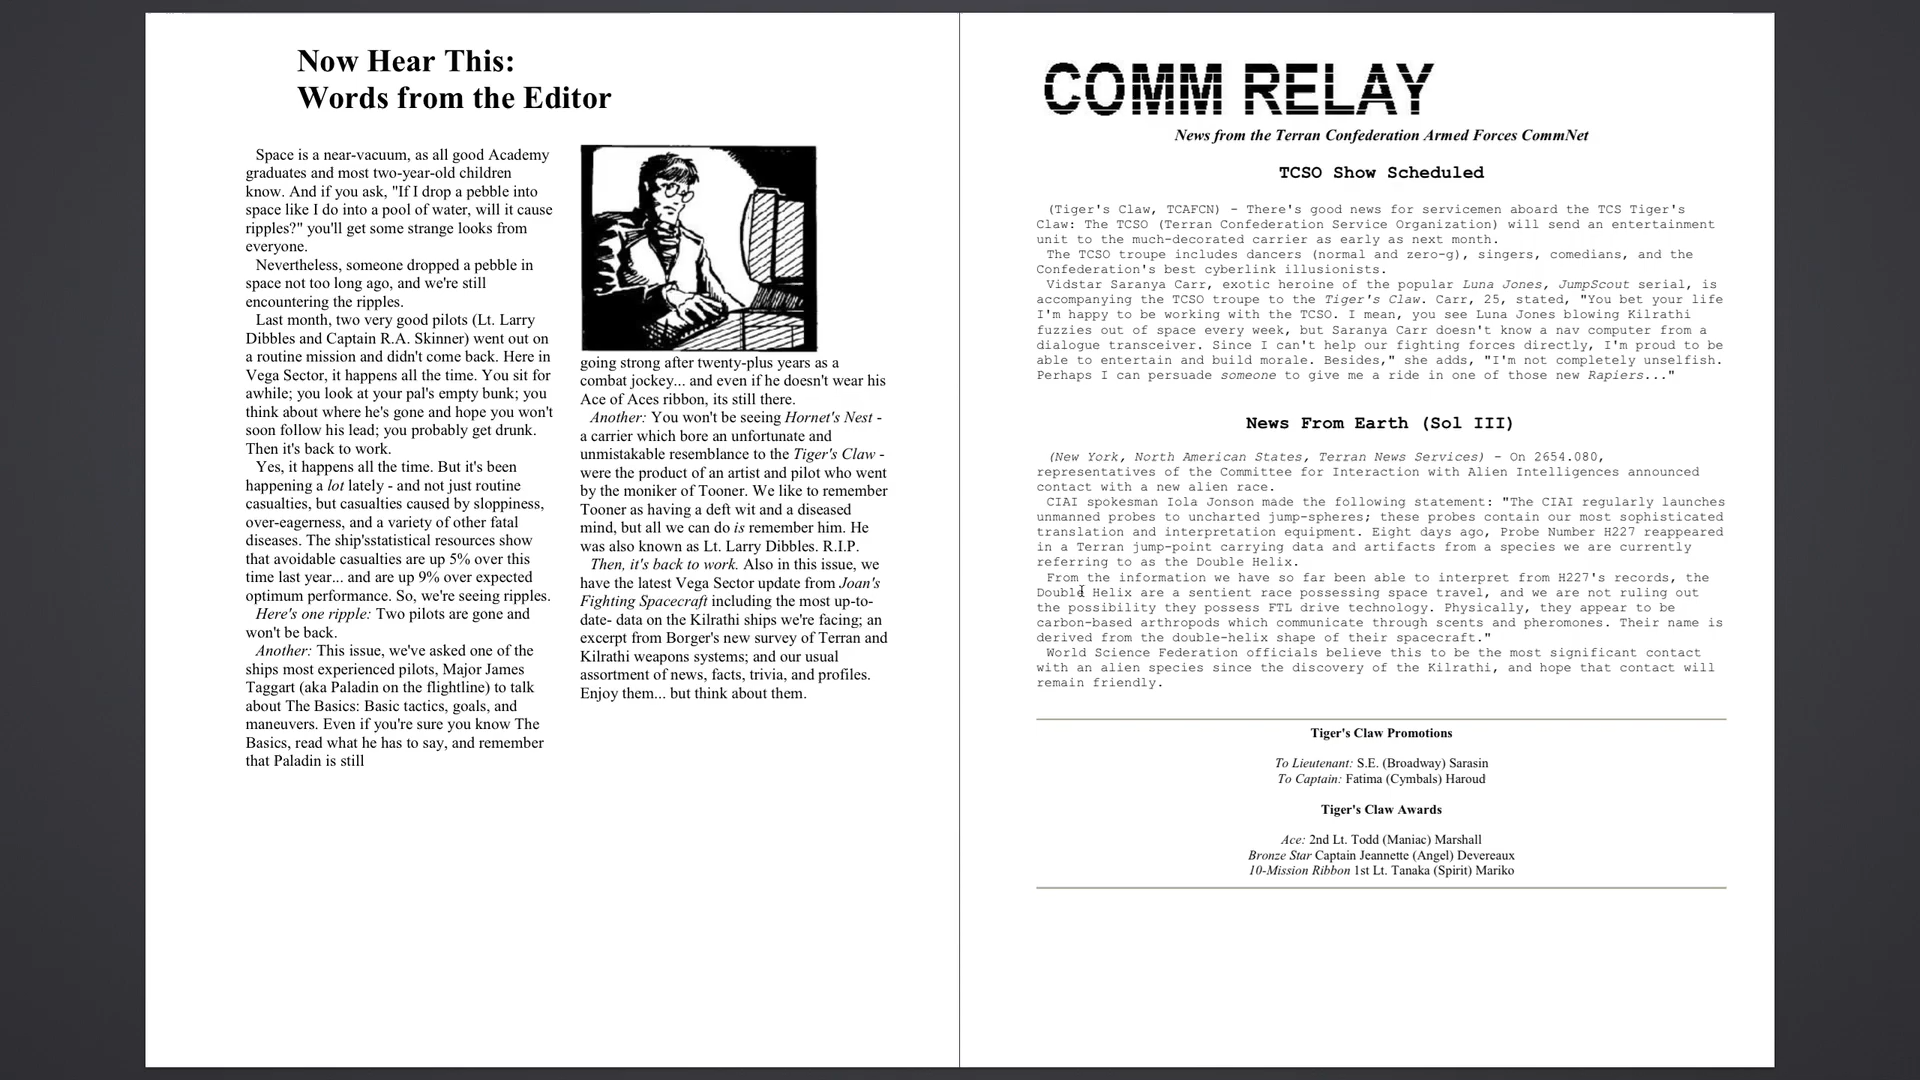 Now Hear This:
Words from the Editor
Space is a near-vacuum, as all good Academy
graduates and most two-year-old children
know. And if you ask, "If I drop a pebble into
space like I do into a pool of water, will it cause
ripples?" you'll get some strange looks from
everyone.
Nevertheless, someone dropped a pebble in
space not too long ago, and we're still
encountering the ripples.
Last month, two very good pilots (Lt. Larry
Dibbles and Captain R.A. Skinner) went out on
a routine mission and didn't come back. Here in
Vega Sector, it happens all the time. You sit for
awhile; you look at your pal's empty bunk; you
think about where he's gone and hope you won't
soon follow his lead; you probably get drunk.
Then it's back to work.
Yes, it happens all the time. But it's been
happening a lot lately - and not just routine
casualties, but casualties caused by sloppiness,
over-eagerness, and a variety of other fatal
diseases. The ship'sstatistical resources show
that avoidable casualties are up 5% over this
time last year... and are up 9% over expected
optimum performance. So, we're seeing ripples.
Here's one ripple: Two pilots are gone and
won't be back.
Another: This issue, we've asked one of the
ships most experienced pilots, Major James
Taggart (aka Paladin on the flightline) to talk
about The Basics: Basic tactics, goals, and
maneuvers. Even if you're sure you know The
Basics, read what he has to say, and remember
that Paladin is still
going strong after twenty-plus years as a
combat jockey... and even if he doesn't wear his
Ace of Aces ribbon, its still there.
Another: You won't be seeing Hornet's Nest -
a carrier which bore an unfortunate and
unmistakable resemblance to the Tiger's Claw -
were the product of an artist and pilot who went
by the moniker of Tooner. We like to remember
Tooner as having a deft wit and a diseased
mind, but all we can do is remember him. He
was also known as Lt. Larry Dibbles. R.I.P.
Then, it's back to work. Also in this issue, we
have the latest Vega Sector update from Joan's
Fighting Spacecraft including the most up-to-
date- data on the Kilrathi ships we're facing; an
excerpt from Borger's new survey of Terran and
Kilrathi weapons systems; and our usual
assortment of news, facts, trivia, and profiles.
Enjoy them... but think about them.
COMM RELAY
News from the Terran Confederation Armed Forces CommNet
TCSO Show Scheduled
(Tiger's Claw, TCAFCN) - There's good news for servicemen aboard the TCS Tiger's
Claw: The TCSO (Terran Confederation Service Organization) will send an entertainment
unit to the much-decorated carrier as early as next month.
The TCSO troupe includes dancers (normal and zero-g), singers, comedians, and the
Confederation's best cyberlink illusionists.
Vidstar Saranya Carr, exotic heroine of the popular Luna Jones, JumpScout serial, is
accompanying the TCSO troupe to the Tiger's Claw. Carr, 25, stated, "You bet your life
I'm happy to be working with the TCSO. I mean, you see Luna Jones blowing Kilrathi
fuzzies out of space every week, but Saranya Carr doesn't know a nav computer from a
dialogue transceiver. Since I can't help our fighting forces directly, I'm proud to be
able to entertain and build morale. Besides," she adds, "I'm not completely unselfish.
Perhaps I can persuade someone to give me a ride in one of those new Rapiers..."
News From Earth (Sol III)
(New York, North American States, Terran News Services) - On 2654.080,
representatives of the Committee for Interaction with Alien Intelligences announced
contact with a new alien race.
CIAI spokesman Iola Jonson made the following statement: "The CIAI regularly launches
unmanned probes to uncharted jump-spheres; these probes contain our most sophisticated
translation and interpretation equipment. Eight days ago, Probe Number H227 reappeared
in a Terran jump-point carrying data and artifacts from a species we are currently
referring to as the Double Helix.
From the information we have so far been able to interpret from H227's records, the
Double Helix are a sentient race possessing space travel, and we are not ruling out
the possibility they possess FTL drive technology. Physically, they appear to be
carbon-based arthropods which communicate through scents and pheromones. Their name is
derived from the double-helix shape of their spacecraft."
World Science Federation officials believe this to be the most significant contact
with an alien species since the discovery of the Kilrathi, and hope that contact will
remain friendly.
Tiger's Claw Promotions
To Lieutenant: S.E. (Broadway) Sarasin
To Captain: Fatima (Cymbals) Haroud
Tiger's Claw Awards
Ace: 2nd Lt. Todd (Maniac) Marshall
Bronze Star Captain Jeannette (Angel) Devereaux
10-Mission Ribbon 1st Lt. Tanaka (Spirit) Mariko